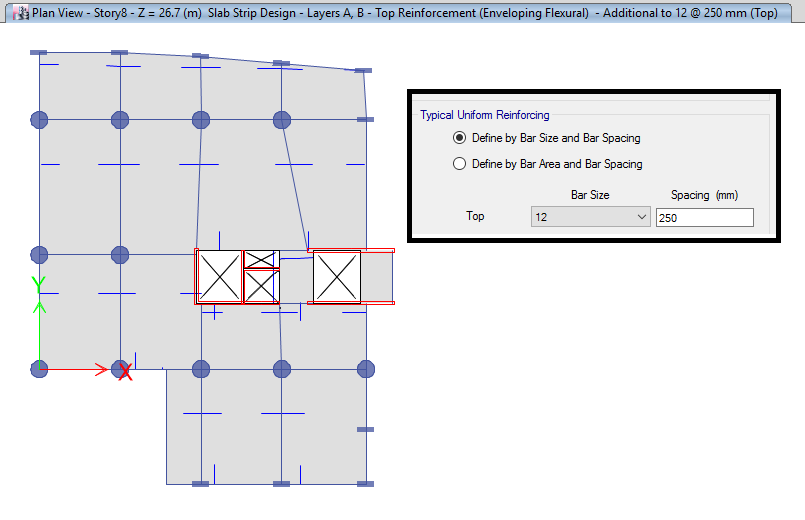 Plan View - Story8 - Z = 26.7 (m) Slab Strip Design - Layers A, B - Top Reinforcement (Enveloping Flexural) - Additional to 12 @ 250 mm (Top)
Typical Uniform Reinforcing
Define by Bar Size and Bar Spacing
Define by Bar Area and Bar Spacing
Bar Size Spacing (mm)
Top 12 250
Y
X